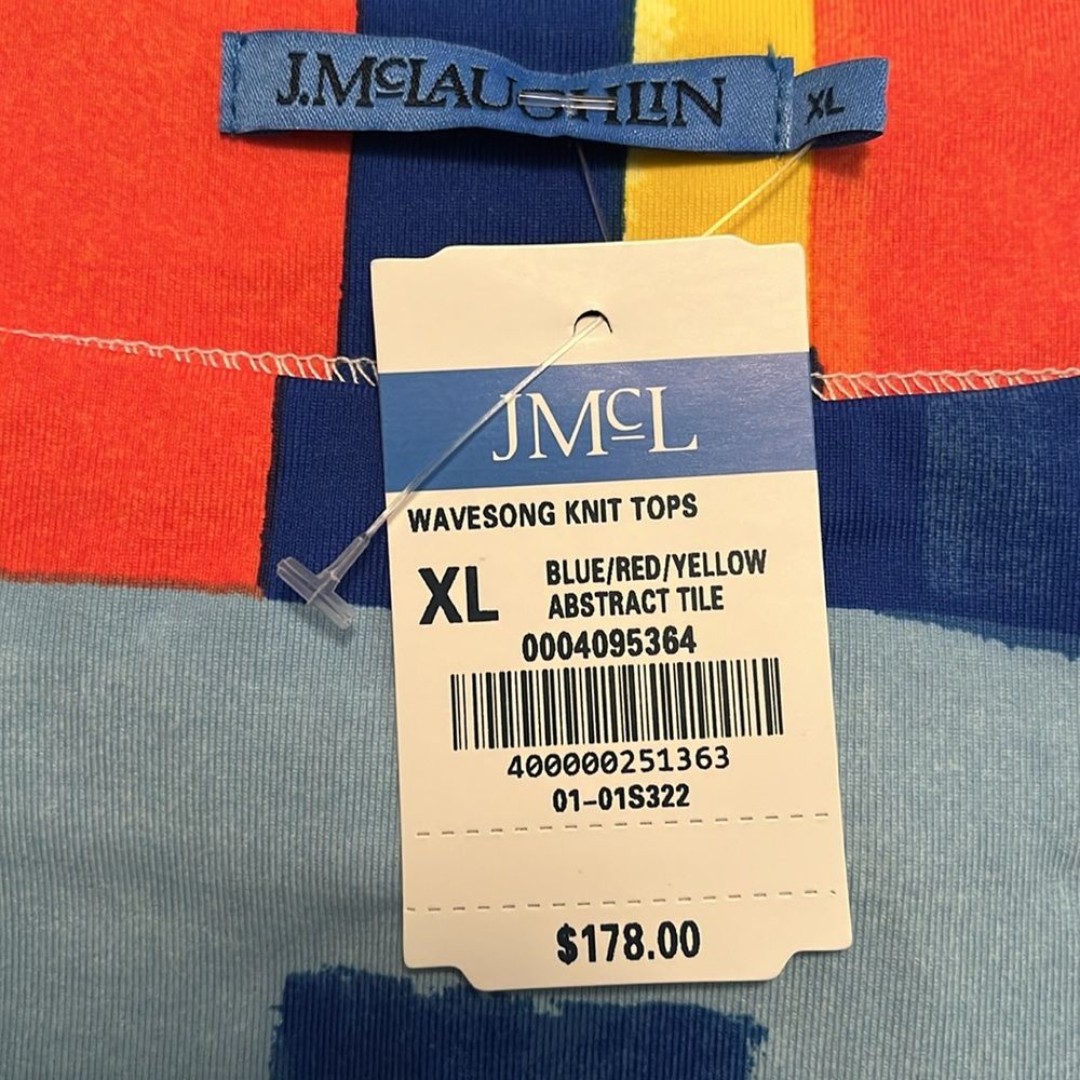 J.McLAUGHLIN
XL
JMcL
WAVESONG KNIT TOPS
XL
BLUE/RED/YELLOW
ABSTRACT TILE
0004095364
400000251363
01-01S322
$178.00